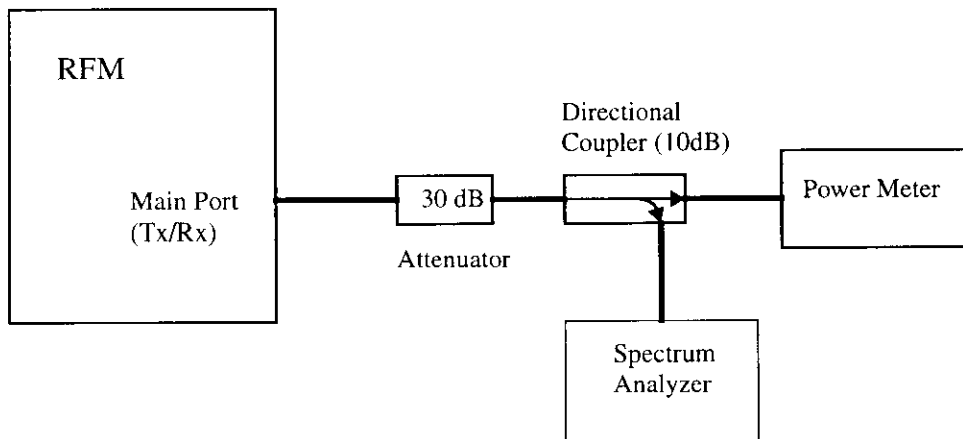 RFM
Main Port
(Tx/Rx)
30 dB
Attenuator
Directional
Coupler (10dB)
Power Meter
Spectrum
Analyzer